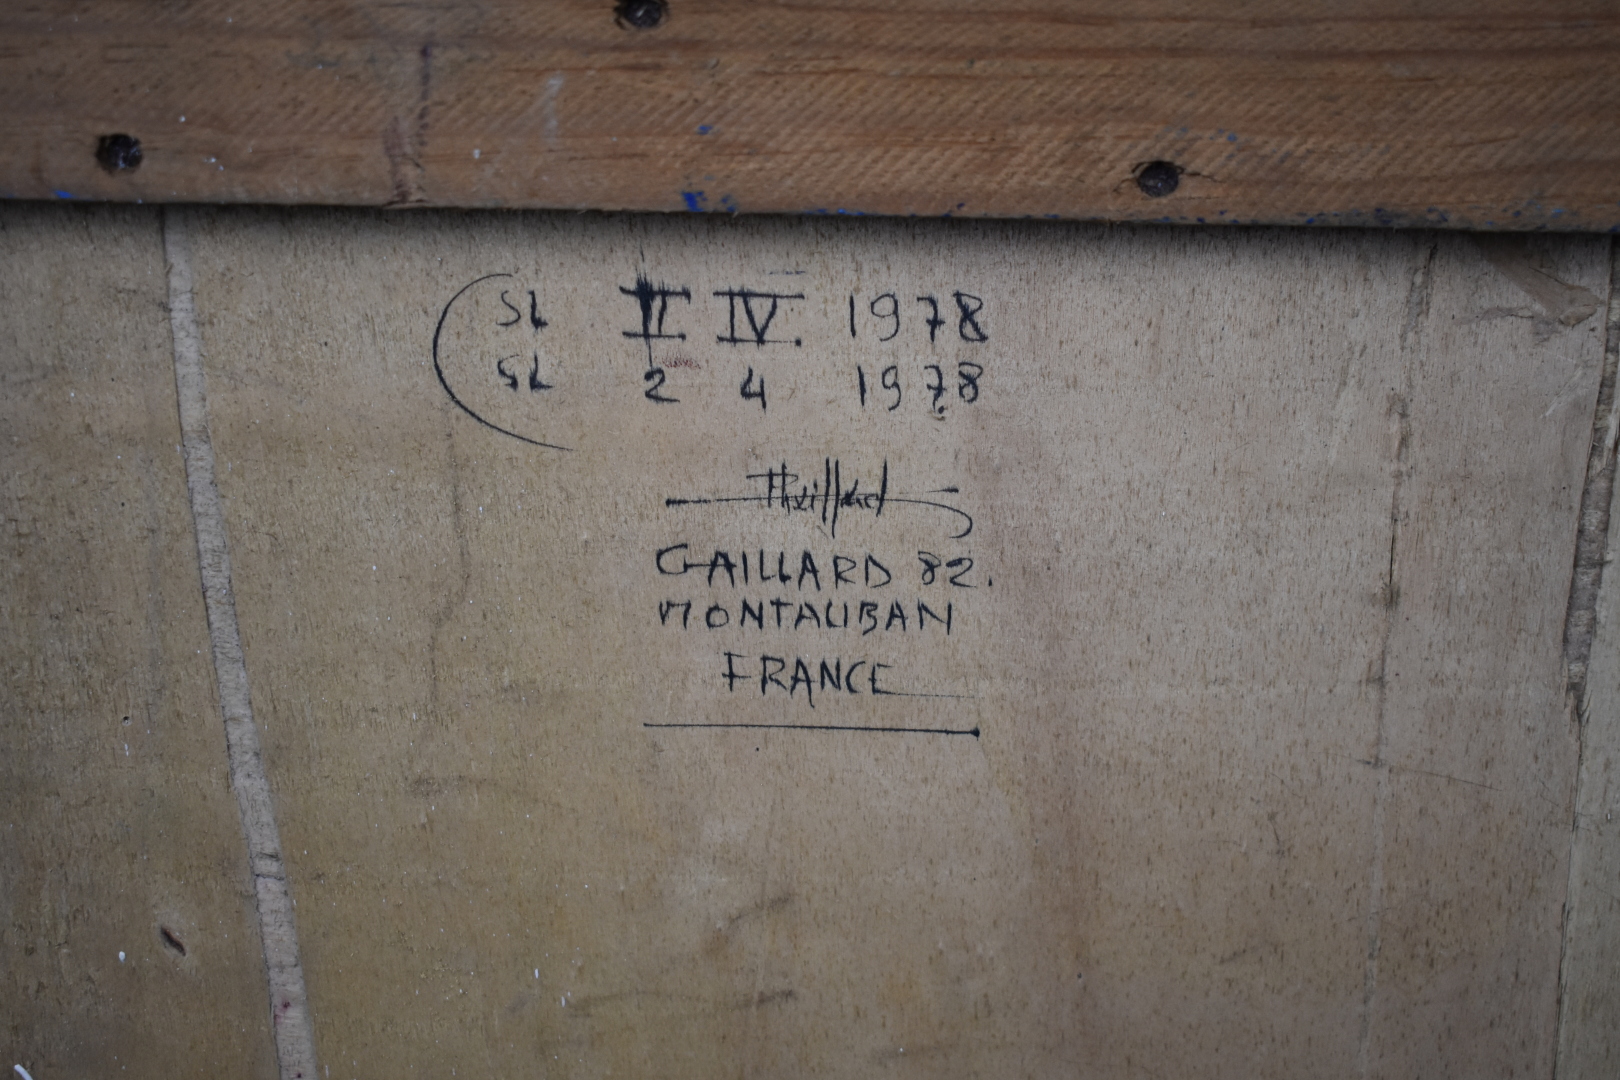 ( SL II IV. 1978
SL 2 4 1978
GAILLARD 82.
MONTAUBAN
FRANCE